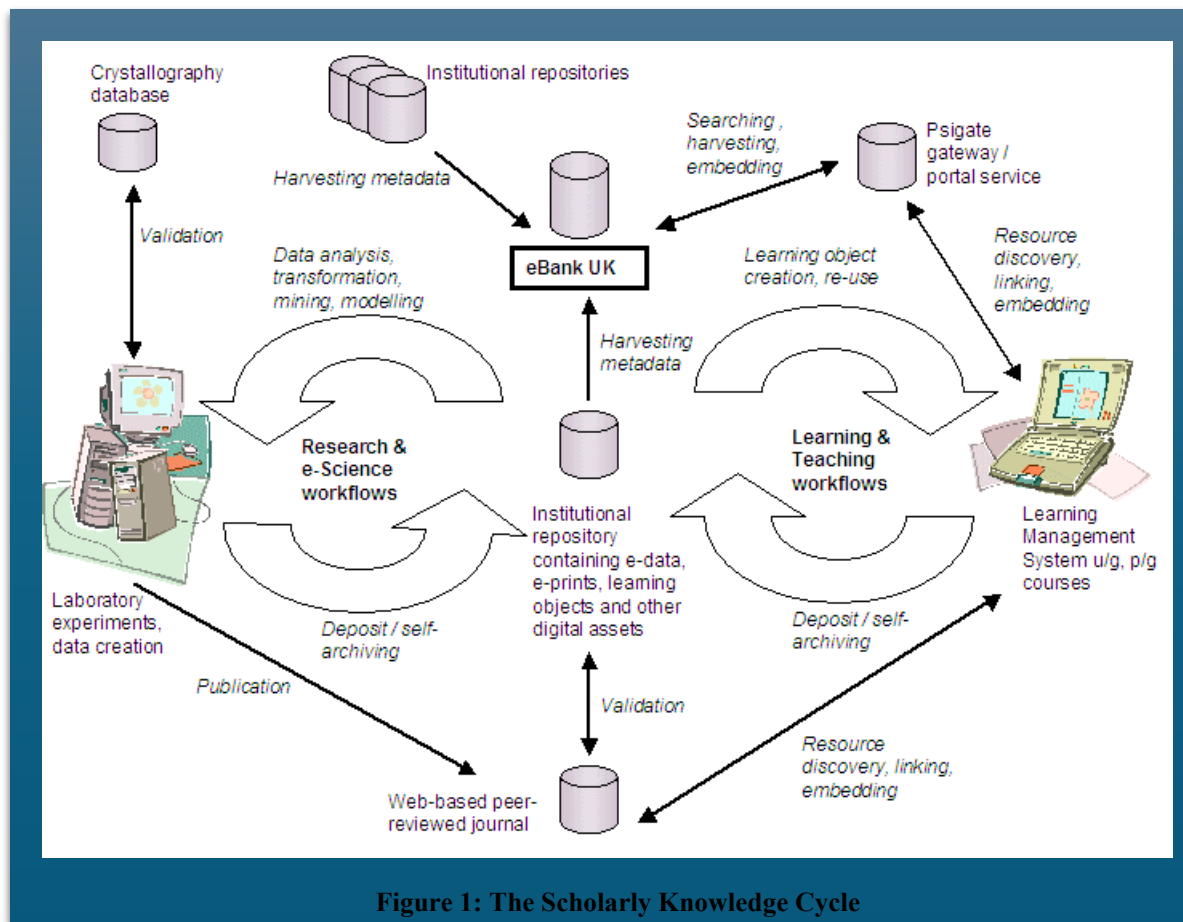 Crystallography
database
Institutional repositories
Searching ,
harvesting,
embedding
Psigate
gateway /
portal service
Harvesting metadata
Validation
Data analysis,
transformation,
mining, modelling
eBank UK
Learning object
creation, re-use
Resource
discovery,
linking,
embedding
Harvesting
metadata
Research &
e-Science
workflows
Learning &
Teaching
workflows
Institutional
repository
containing e-data,
e-prints, learning
objects and other
digital assets
Learning
Management
System u/g, p/g
courses
Laboratory
experiments,
data creation
Deposit / self-
archiving
Deposit / self-
archiving
Publication
Validation
Resource
discovery, linking,
embedding
Web-based peer-
reviewed journal
Figure 1: The Scholarly Knowledge Cycle